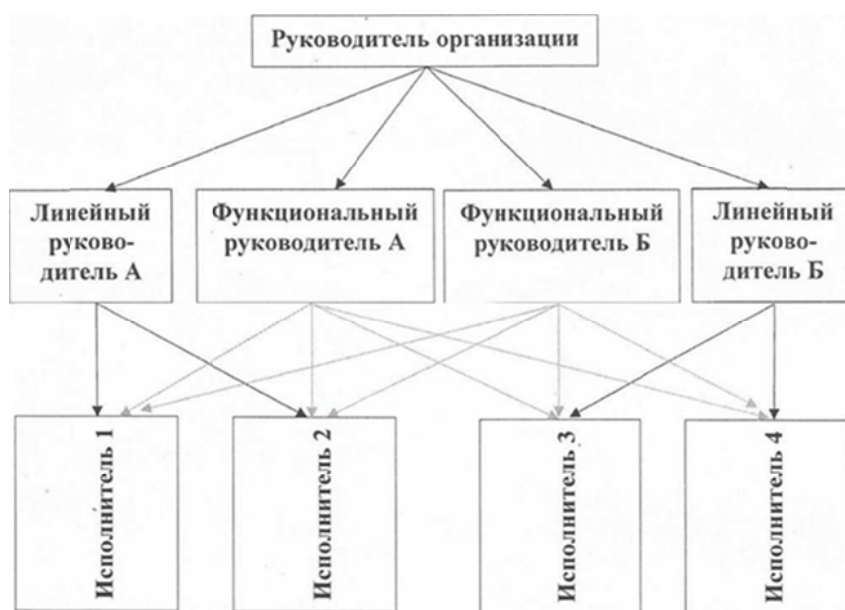 Руководитель организации
Линейный
руково-
дитель А
Функциональный
руководитель А
Функциональный
руководитель Б
Линейный
руково-
дитель Б
Исполнитель 1
Исполнитель 2
Исполнитель 3
Исполнитель 4